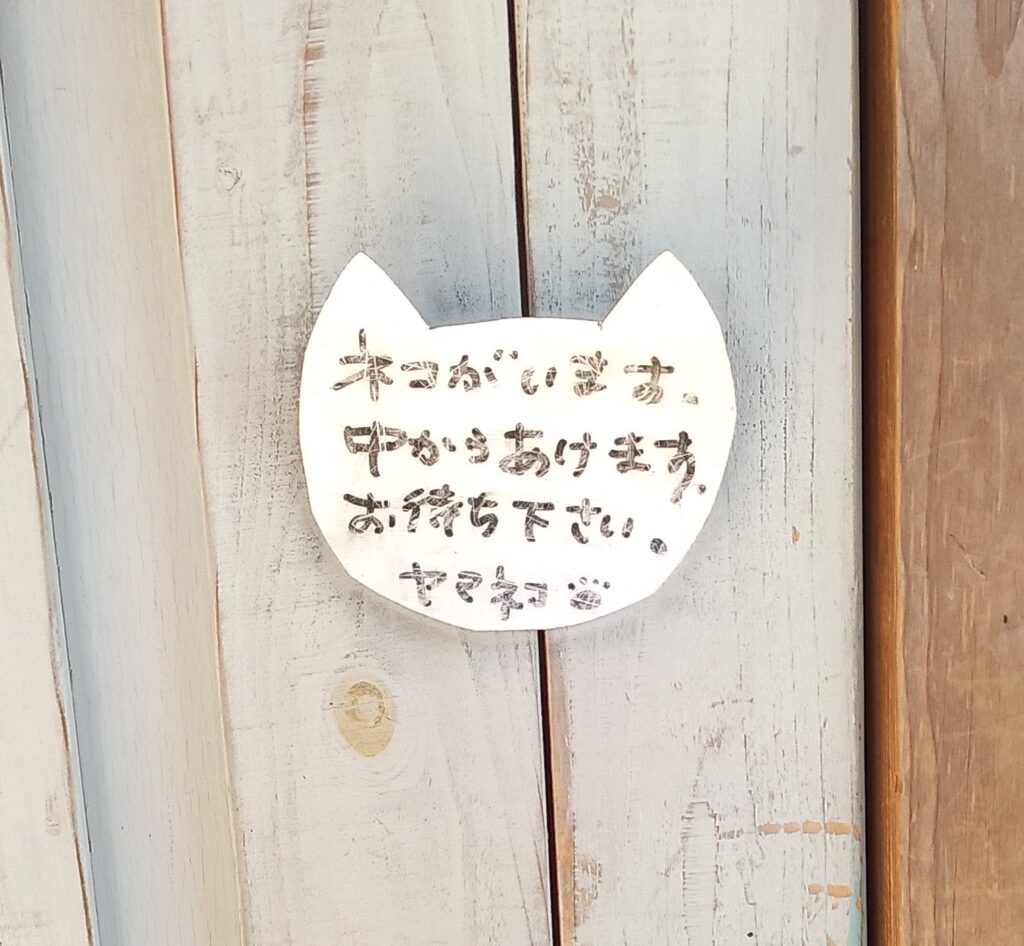 ネコがいます.
中からあけます.
お待ち下さい。
ヤマネコ